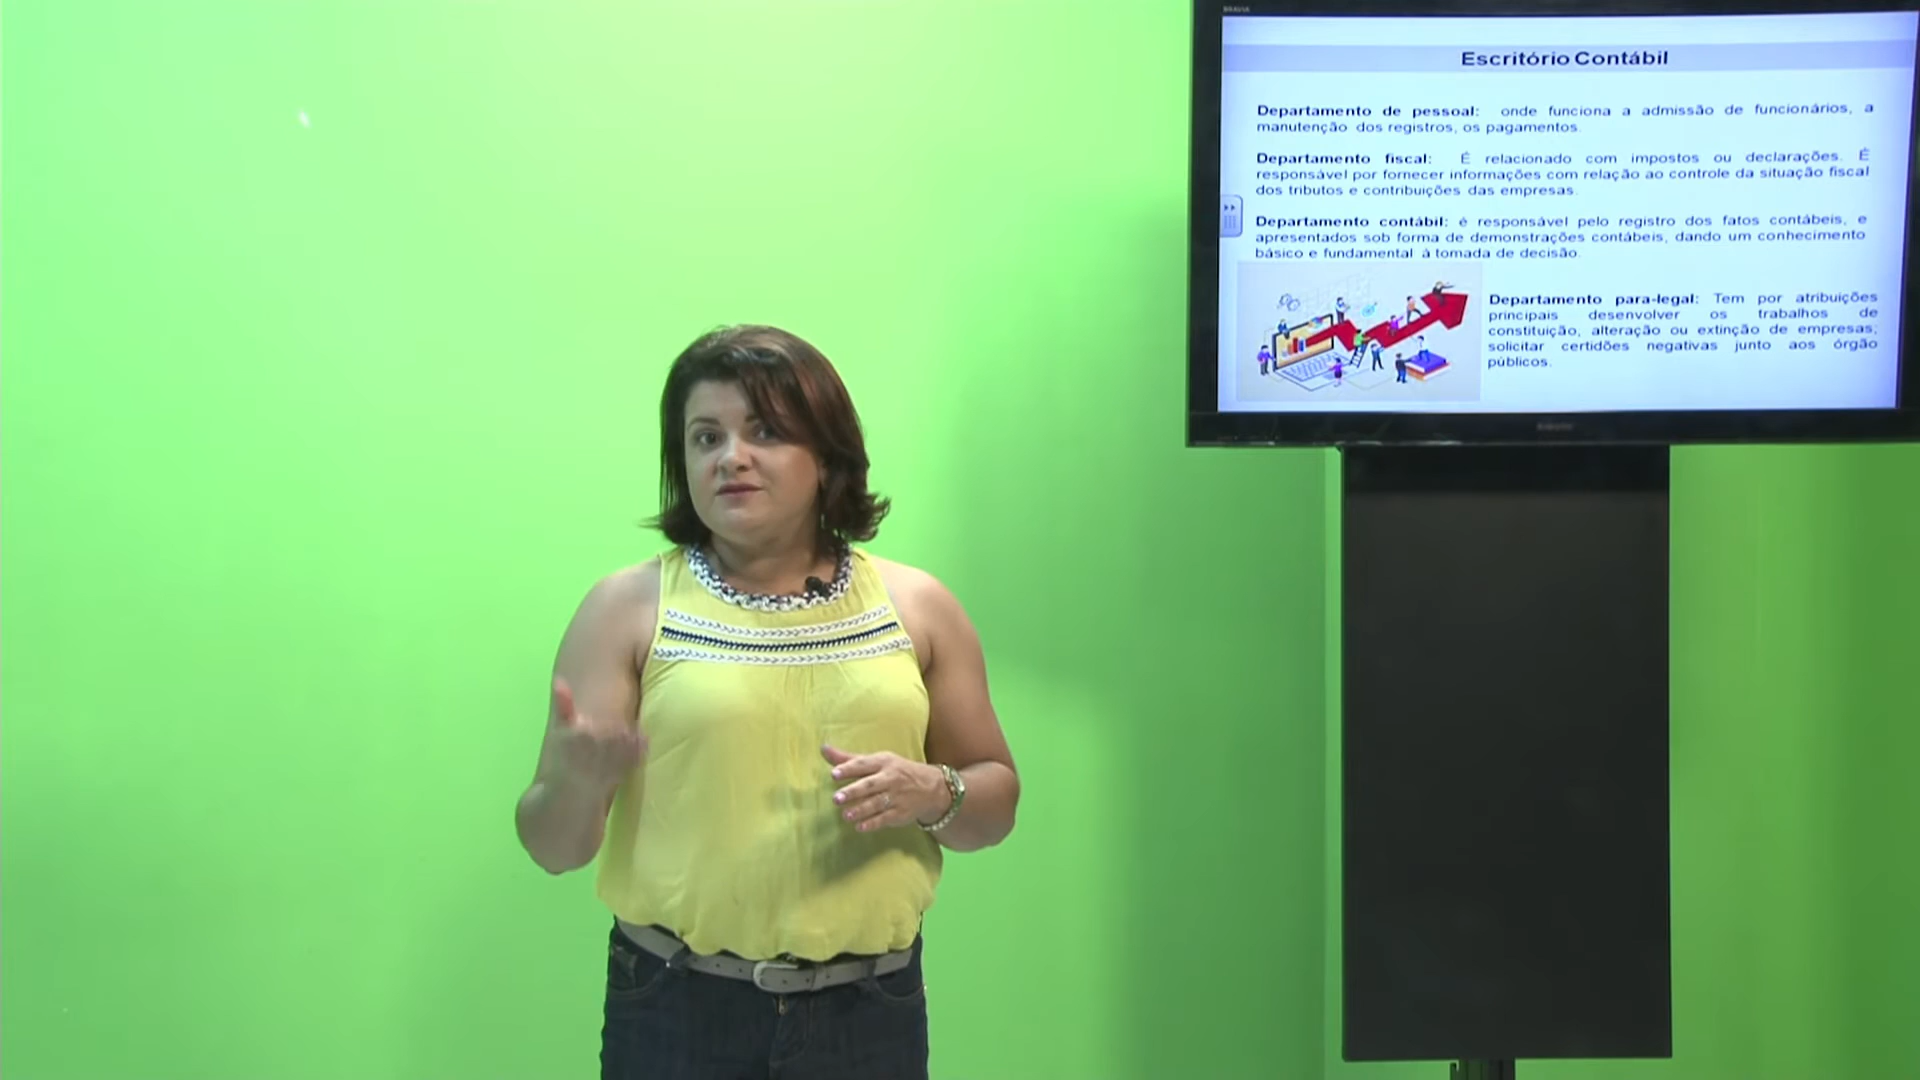 BRAVIA
Escritório Contábil
Departamento de pessoal: onde funciona a admissão de funcionários, a
manutenção dos registros, os pagamentos.
Departamento fiscal: É relacionado com impostos ou declarações. É
responsável por fornecer informações com relação ao controle da situação fiscal
dos tributos e contribuições das empresas.
Departamento contábil: é responsável pelo registro dos fatos contábeis, e
apresentados sob forma de demonstrações contábeis, dando um conhecimento
básico e fundamental à tomada de decisão.
Departamento para-legal: Tem por atribuições
principais desenvolver os trabalhos de
constituição, alteração ou extinção de empresas;
solicitar certidões negativas junto aos órgão
públicos.